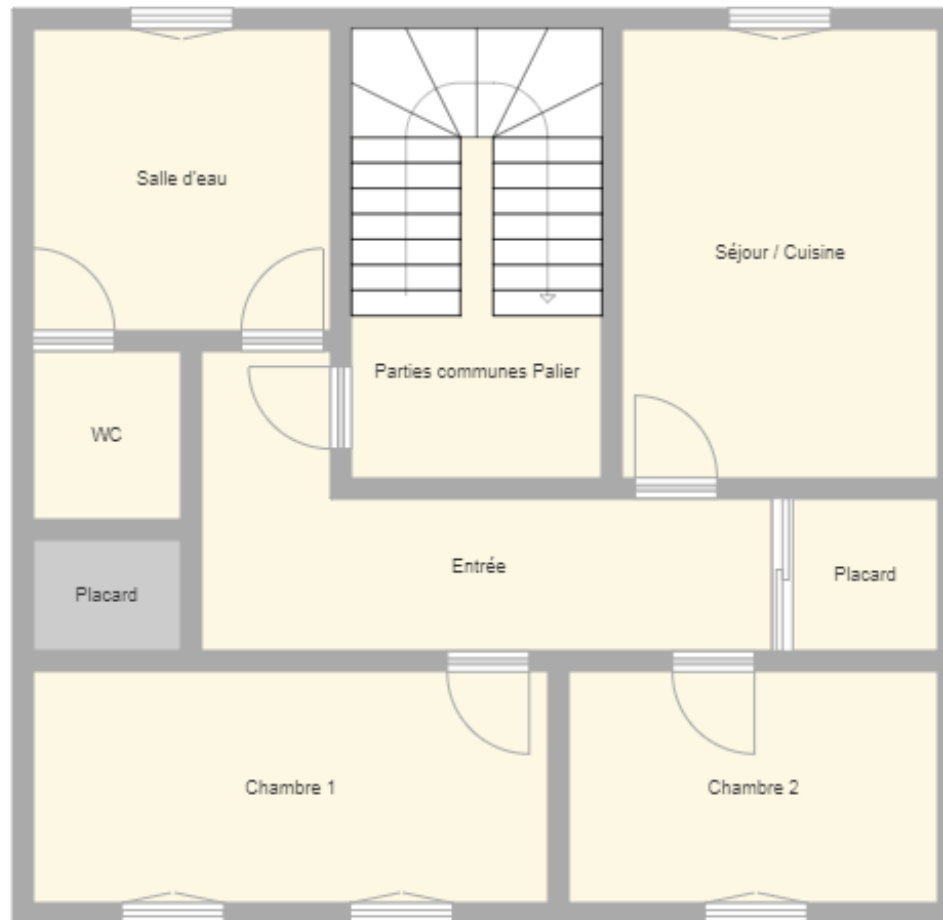 Salle d'eau
Séjour / Cuisine
Parties communes Palier
WC
Entrée
Placard
Placard
Chambre 1
Chambre 2